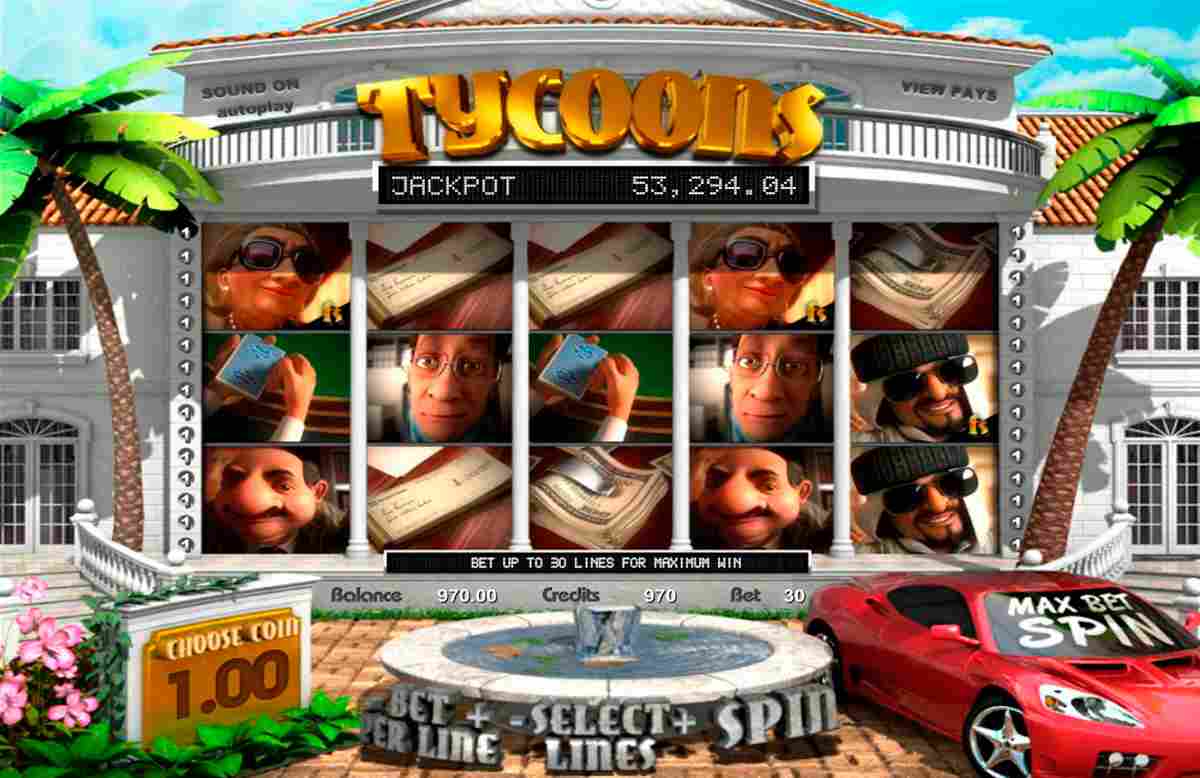 SOUND ON
autoplay
TYCOONS
VIEW PAYS
JACKPOT 53,294.04
BET UP TO 30 LINES FOR MAXIMUM WIN
Balance 970.00 Credits 970 Bet 30
CHOOSE COIN
1.00
- BET +
PER LINE
- SELECT +
LINES
SPIN
MAX BET
SPIN